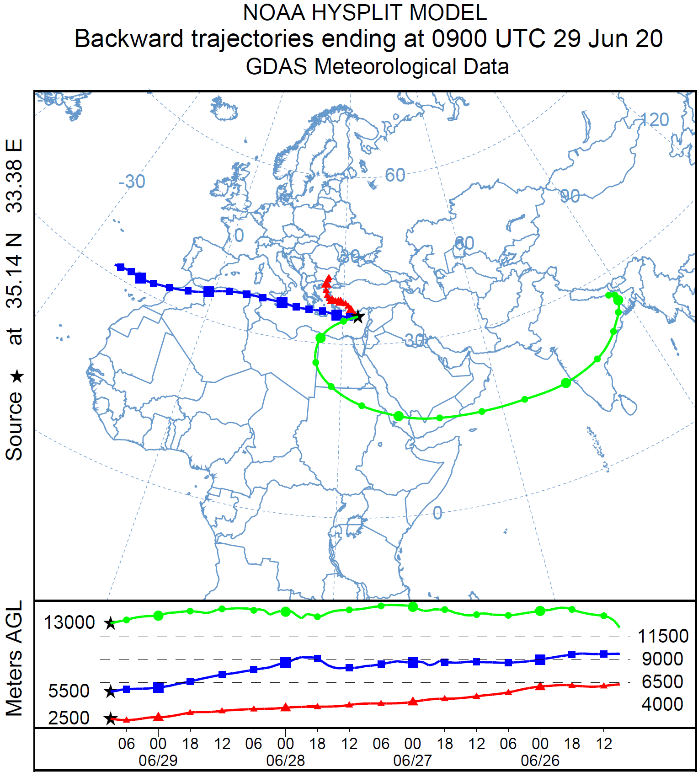 NOAA HYSPLIT MODEL
Backward trajectories ending at 0900 UTC 29 Jun 20
GDAS Meteorological Data
Source ★ at 35.14 N 33.38 E
120
-30
60
90
0
60
30
30
0
Meters AGL
13000
5500
2500
11500
9000
6500
4000
06 00 18 12 06 00 18 12 06 00 18 12 06 00 18 12
06/29 06/28 06/27 06/26